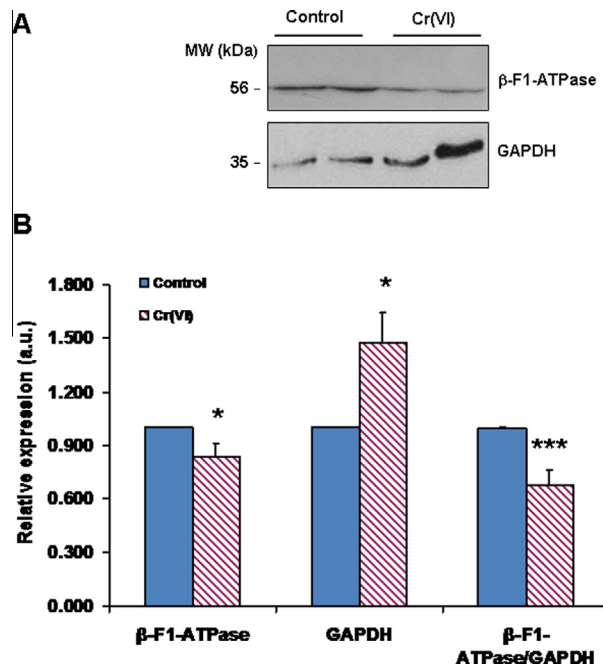 A
Control Cr(VI)
MW (kDa)
56 – β-F1-ATPase
35 – GAPDH
B
Relative expression (a.u.)
1.800
1.500
1.200
0.900
0.600
0.300
0.000
Control
Cr(VI)
*
*
***
β-F1-ATPase GAPDH β-F1-
ATPase/GAPDH